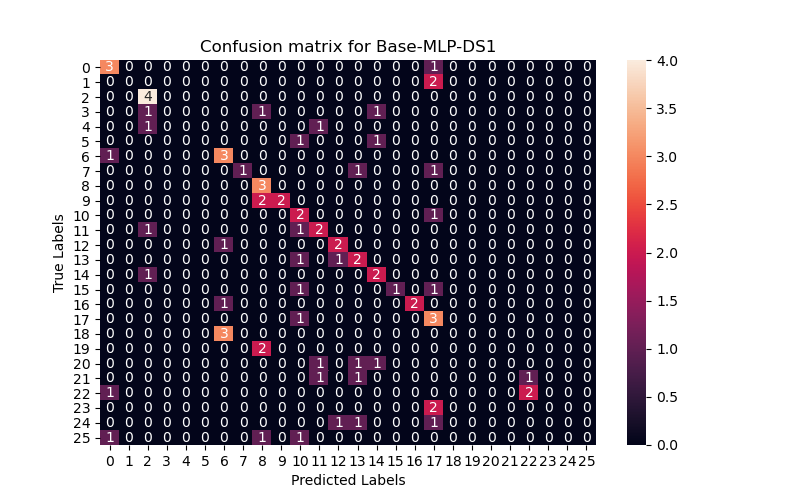 Confusion matrix for Base-MLP-DS1
0 3 0 0 0 0 0 0 0 0 0 0 0 0 0 0 0 0 1 0 0 0 0 0 0 0 0 4.0
1 0 0 0 0 0 0 0 0 0 0 0 0 0 0 0 0 0 2 0 0 0 0 0 0 0 0
2 0 0 4 0 0 0 0 0 0 0 0 0 0 0 0 0 0 0 0 0 0 0 0 0 0 0
3 0 0 1 0 0 0 0 0 1 0 0 0 0 0 1 0 0 0 0 0 0 0 0 0 0 0 3.5
4 0 0 1 0 0 0 0 0 0 0 0 1 0 0 0 0 0 0 0 0 0 0 0 0 0 0
5 0 0 0 0 0 0 0 0 0 0 1 0 0 0 1 0 0 0 0 0 0 0 0 0 0 0
6 1 0 0 0 0 0 3 0 0 0 0 0 0 0 0 0 0 0 0 0 0 0 0 0 0 0 3.0
7 0 0 0 0 0 0 0 1 0 0 0 0 0 1 0 0 0 1 0 0 0 0 0 0 0 0
8 0 0 0 0 0 0 0 0 3 0 0 0 0 0 0 0 0 0 0 0 0 0 0 0 0 0
9 0 0 0 0 0 0 0 0 2 2 0 0 0 0 0 0 0 0 0 0 0 0 0 0 0 0 2.5
10 0 0 0 0 0 0 0 0 0 0 2 0 0 0 0 0 0 1 0 0 0 0 0 0 0 0
11 0 0 1 0 0 0 0 0 0 0 1 2 0 0 0 0 0 0 0 0 0 0 0 0 0 0
12 0 0 0 0 0 0 1 0 0 0 0 0 2 0 0 0 0 0 0 0 0 0 0 0 0 0 2.0
13 0 0 0 0 0 0 0 0 0 0 1 0 1 2 0 0 0 0 0 0 0 0 0 0 0 0
14 0 0 1 0 0 0 0 0 0 0 0 0 0 0 2 0 0 0 0 0 0 0 0 0 0 0
15 0 0 0 0 0 0 0 0 0 0 1 0 0 0 0 1 0 1 0 0 0 0 0 0 0 0
16 0 0 0 0 0 0 1 0 0 0 0 0 0 0 0 0 2 0 0 0 0 0 0 0 0 0 1.5
17 0 0 0 0 0 0 0 0 0 0 1 0 0 0 0 0 0 3 0 0 0 0 0 0 0 0
18 0 0 0 0 0 0 3 0 0 0 0 0 0 0 0 0 0 0 0 0 0 0 0 0 0 0
19 0 0 0 0 0 0 0 0 2 0 0 0 0 0 0 0 0 0 0 0 0 0 0 0 0 0 1.0
20 0 0 0 0 0 0 0 0 0 0 0 1 0 1 1 0 0 0 0 0 0 0 0 0 0 0
21 0 0 0 0 0 0 0 0 0 0 0 1 0 1 0 0 0 0 0 0 0 0 1 0 0 0
22 1 0 0 0 0 0 0 0 0 0 0 0 0 0 0 0 0 0 0 0 0 0 2 0 0 0 0.5
23 0 0 0 0 0 0 0 0 0 0 0 0 0 0 0 0 0 2 0 0 0 0 0 0 0 0
24 0 0 0 0 0 0 0 0 0 0 0 0 1 1 0 0 0 1 0 0 0 0 0 0 0 0
25 1 0 0 0 0 0 0 0 1 0 1 0 0 0 0 0 0 0 0 0 0 0 0 0 0 0 0.0
0 1 2 3 4 5 6 7 8 9 10 11 12 13 14 15 16 17 18 19 20 21 22 23 24 25
True Labels
Predicted Labels